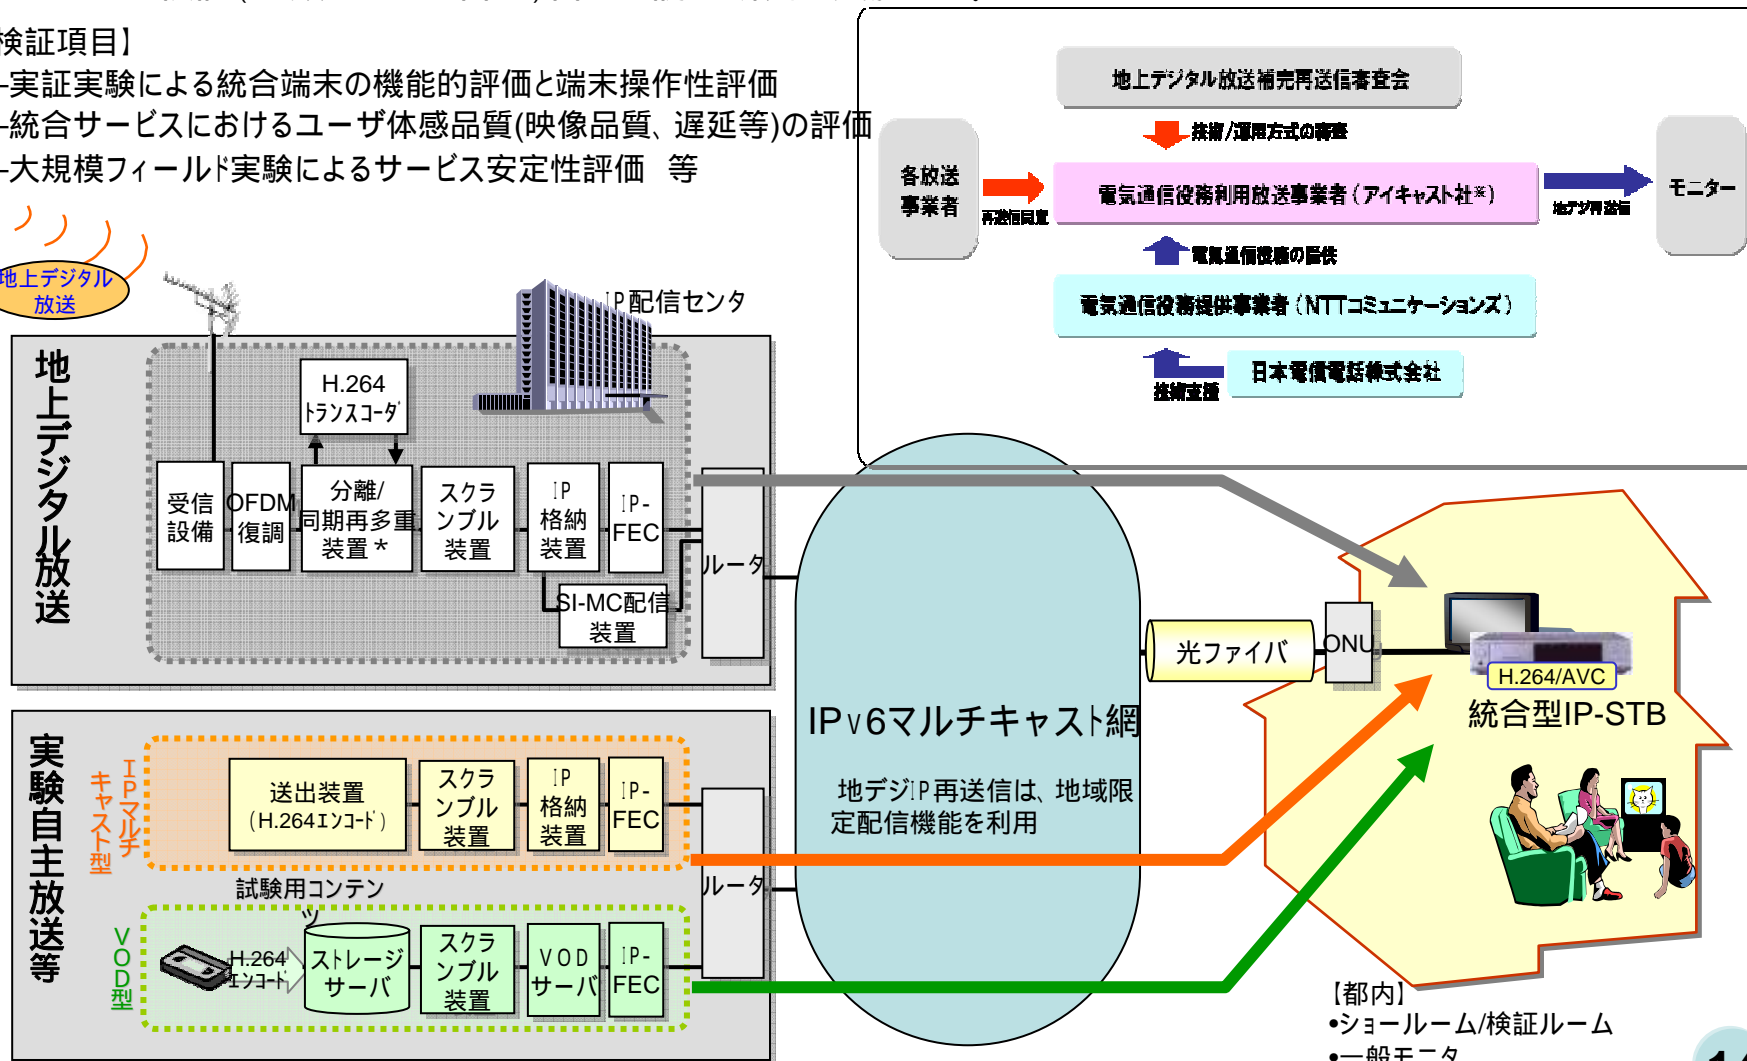 検証項目】
-実証実験による統合端末の機能的評価と端末操作性評価
-統合サービスにおけるユーザ体感品質(映像品質、遅延等)の評価
-大規模フィールド実験によるサービス安定性評価 等
地上デジタル放送補完再送信審査会
技術/運用方式の審査
各放送
事業者
再送信同意
電気通信役務利用放送事業者（アイキャスト社※）
地デジ再送信
モニター
電気通信役務の提供
電気通信役務提供事業者（NTTコミュニケーションズ）
日本電信電話株式会社
技術支援
地上デジタル
放送
IP配信センタ
地上デジタル放送
H.264
トランスコーダ
受信
設備
OFDM
復調
分離/
同期再多重
装置*
スクラ
ンブル
装置
IP
格納
装置
IP-
FEC
SI-MC配信
装置
ルータ
IPv6マルチキャスト網
地デジIP再送信は、地域限
定配信機能を利用
光ファイバ
ONU
H.264/AVC
統合型IP-STB
実験自主放送等
IPマルチ
キャスト型
送出装置
(H.264エンコード)
スクラ
ンブル
装置
IP
格納
装置
IP-
FEC
ルータ
試験用コンテン
ツ
VOD型
H.264
エンコード
ストレージ
サーバ
スクラ
ンブル
装置
VOD
サーバ
IP-
FEC
【都内】
•ショールーム/検証ルーム
•一般モニタ